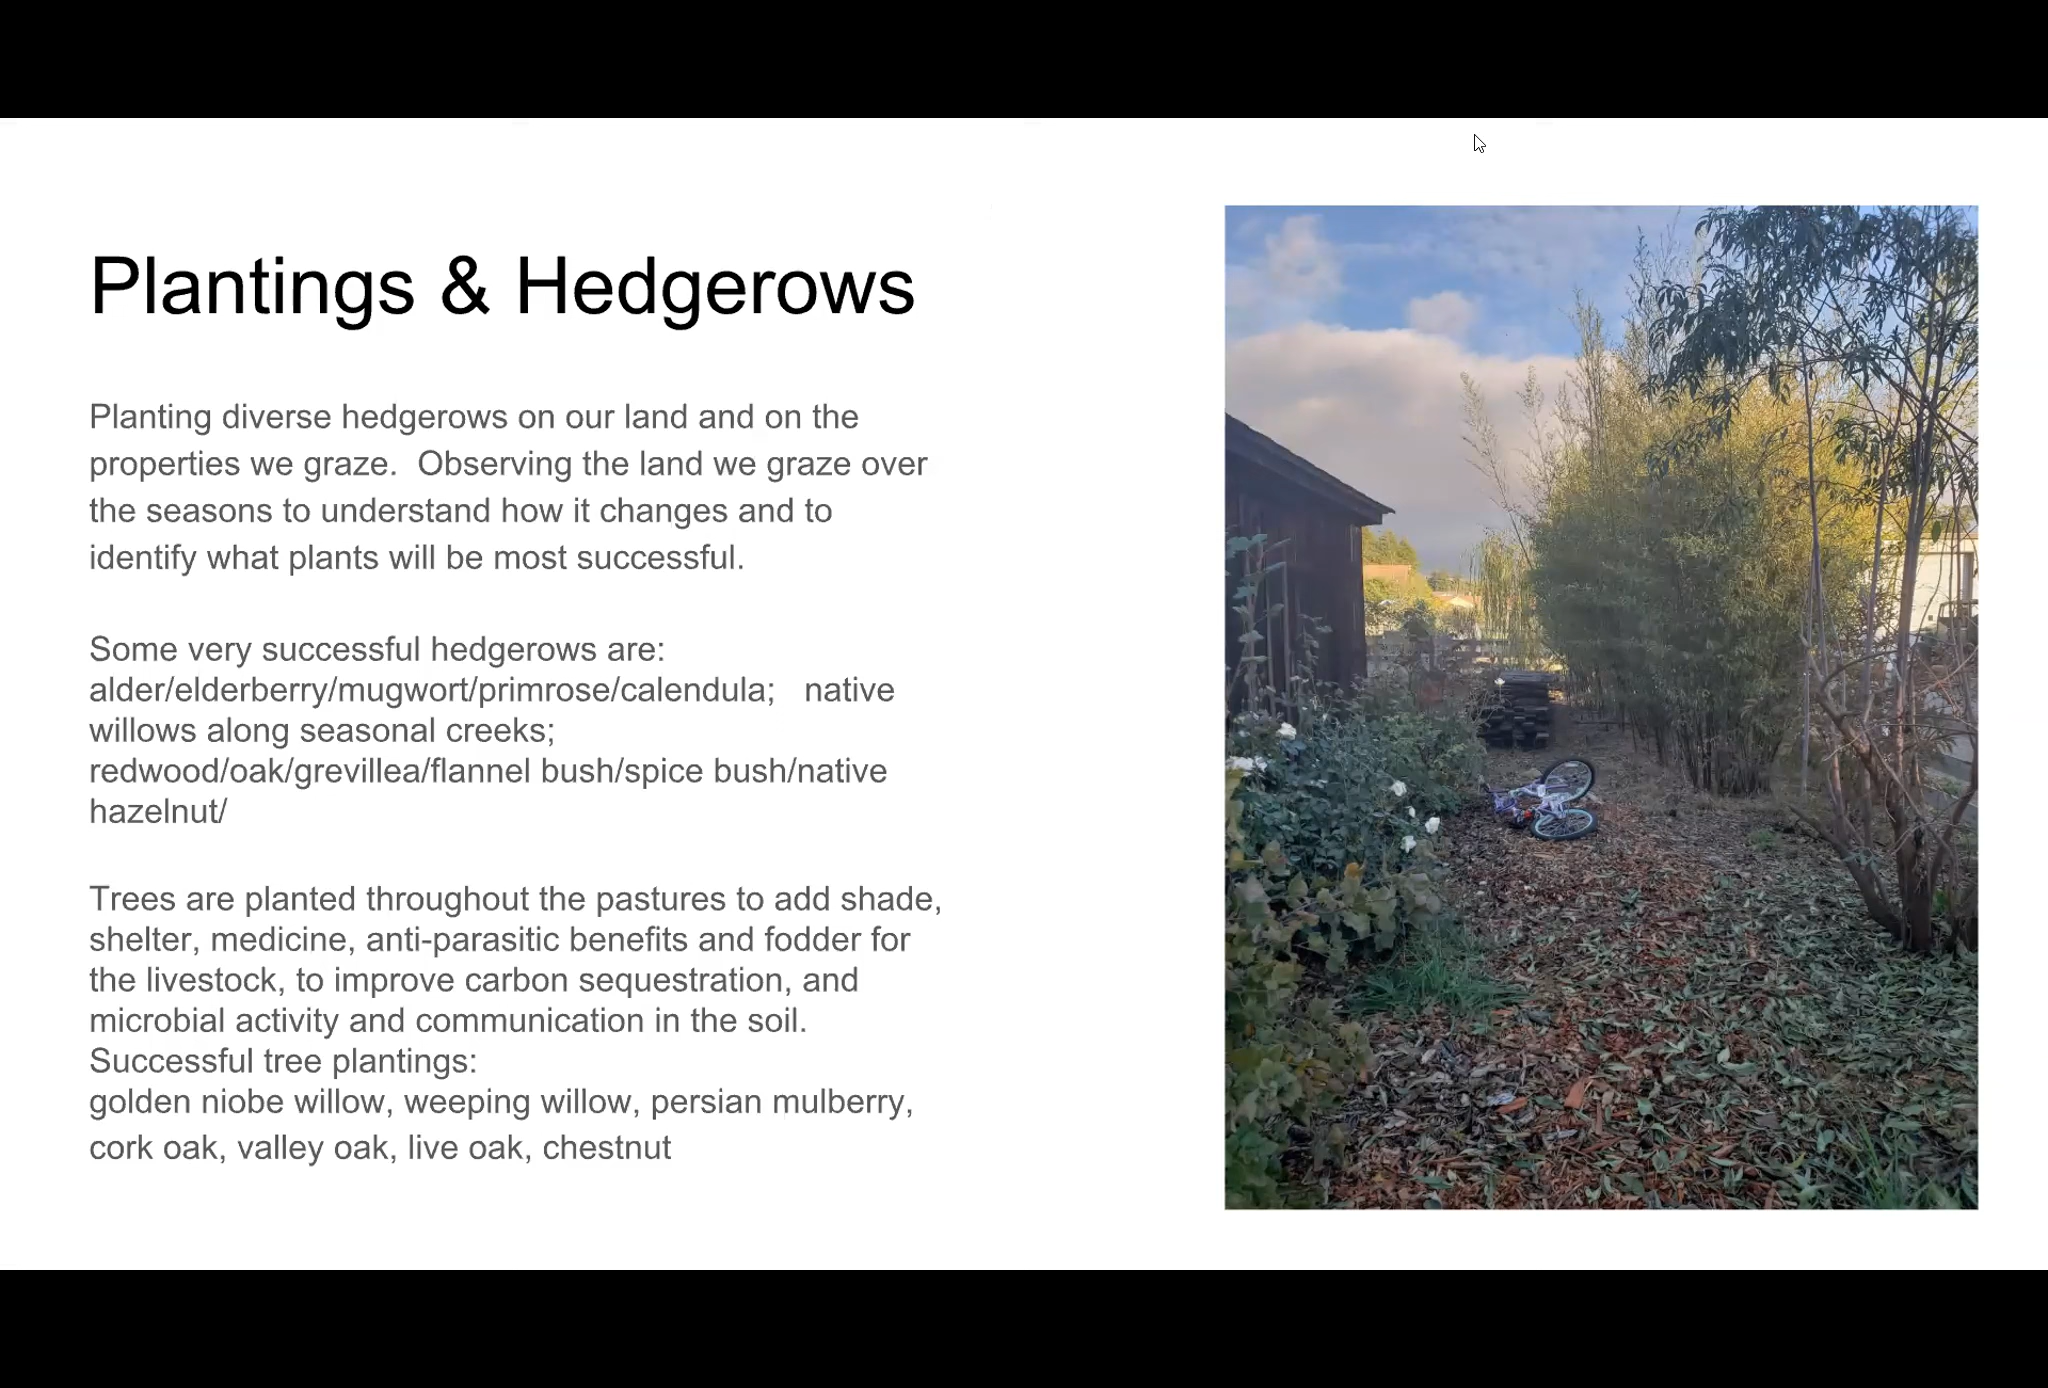 Plantings & Hedgerows
Planting diverse hedgerows on our land and on the
properties we graze.  Observing the land we graze over
the seasons to understand how it changes and to
identify what plants will be most successful.
Some very successful hedgerows are:
alder/elderberry/mugwort/primrose/calendula;   native
willows along seasonal creeks;
redwood/oak/grevillea/flannel bush/spice bush/native
hazelnut/
Trees are planted throughout the pastures to add shade,
shelter, medicine, anti-parasitic benefits and fodder for
the livestock, to improve carbon sequestration, and
microbial activity and communication in the soil.
Successful tree plantings:
golden niobe willow, weeping willow, persian mulberry,
cork oak, valley oak, live oak, chestnut